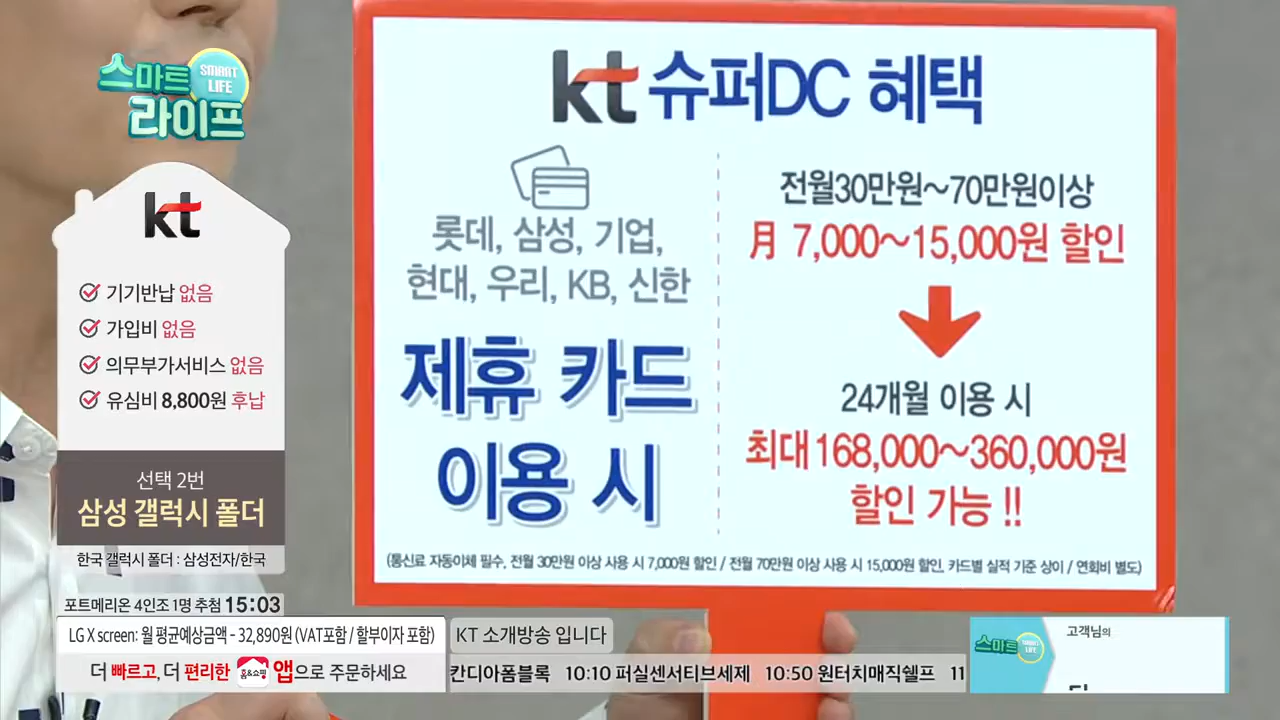 스마트
라이프
SMART
LIFE
kt
기기반납 없음
가입비 없음
의무부가서비스 없음
유심비 8,800원 후납
선택 2번
삼성 갤럭시 폴더
한국 갤럭시 폴더 : 삼성전자/한국
포트메리온 4인조 1명 추첨 15:03
LG X screen: 월 평균예상금액 - 32,890원 (VAT포함 / 할부이자 포함)
더 빠르고, 더 편리한 홈&쇼핑 앱으로 주문하세요
kt 슈퍼DC 혜택
롯데, 삼성, 기업,
현대, 우리, KB, 신한
제휴 카드
이용 시
전월30만원~70만원이상
月 7,000~15,000원 할인
24개월 이용 시
최대 168,000~360,000원
할인 가능 !!
(통신료 자동이체 필수, 전월 30만원 이상 사용 시 7,000원 할인 / 전월 70만원 이상 사용 시 15,000원 할인, 카드별 실적 기준 상이 / 연회비 별도)
KT 소개방송 입니다
칸디아폼블록 10:10 퍼실센서티브세제 10:50 원터치매직쉘프 11
스마트
라이프
SMART
LIFE
고객님의